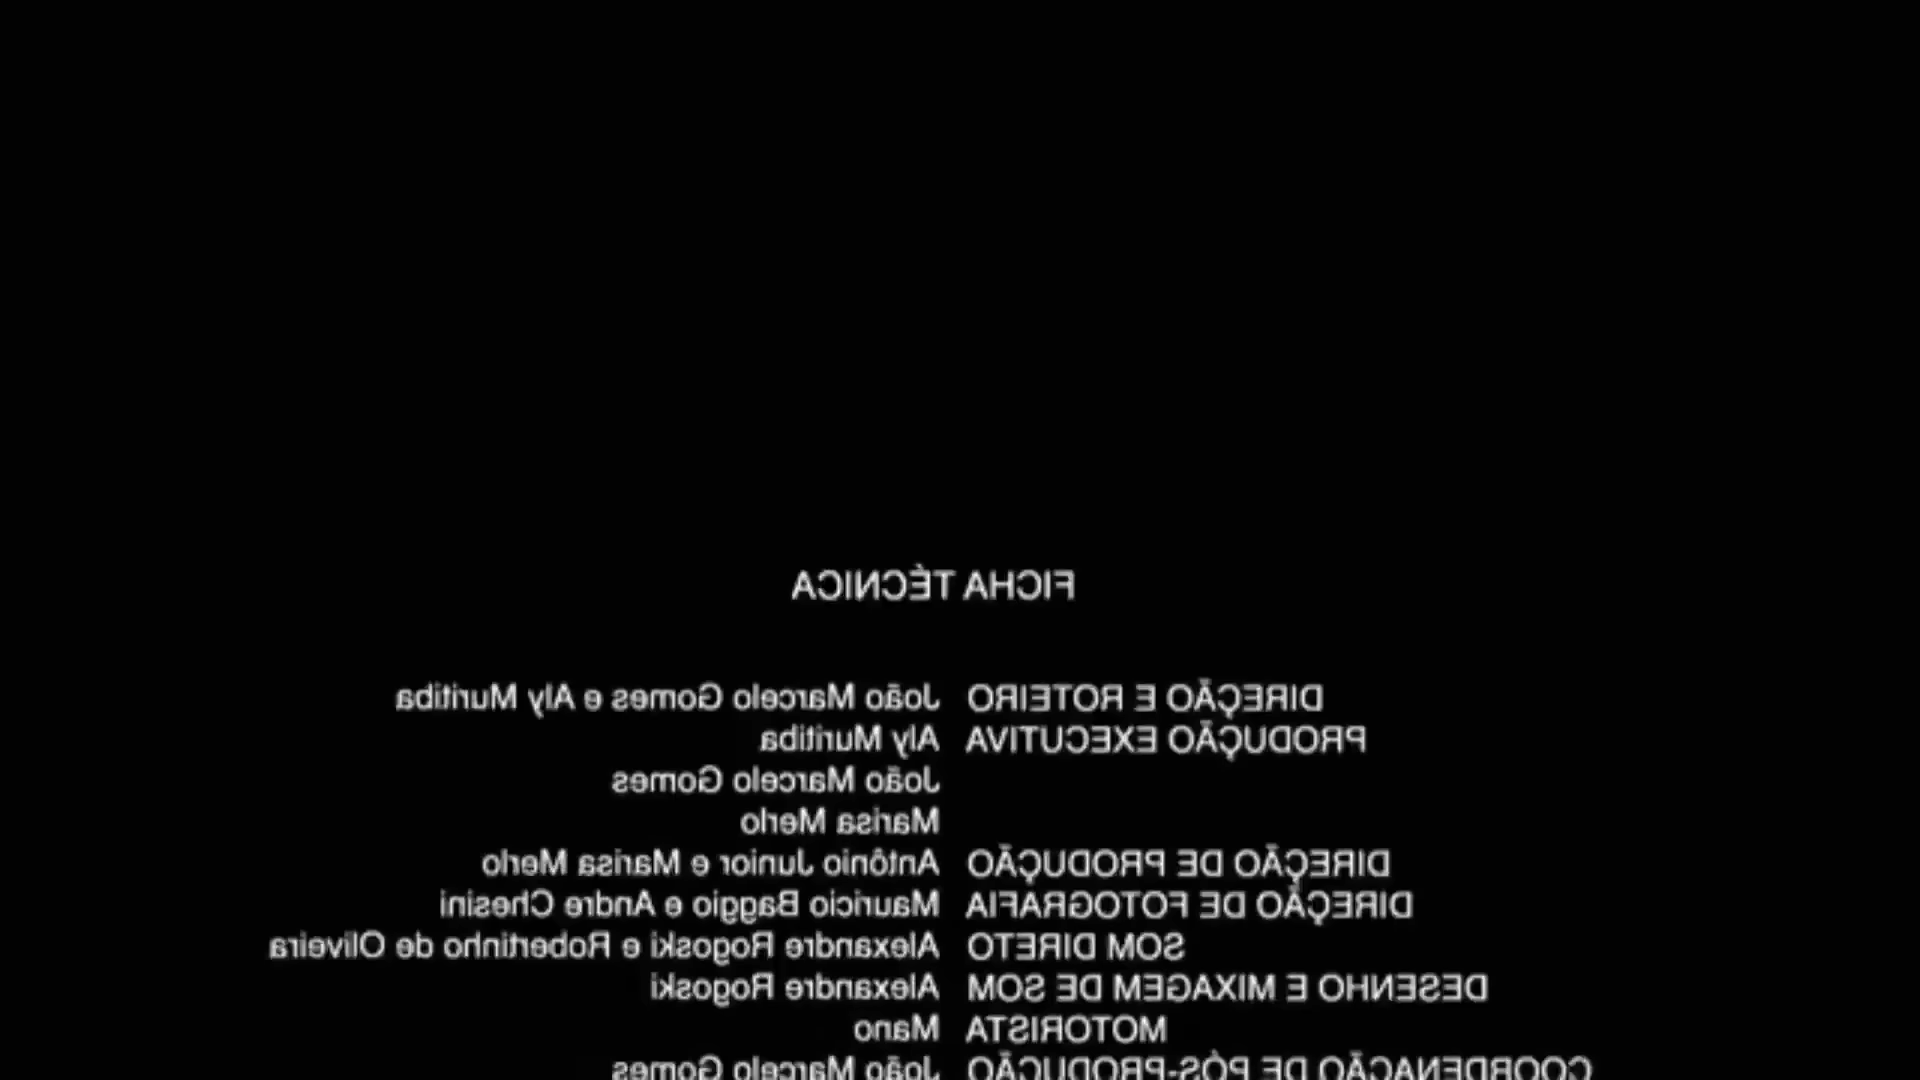 FICHA TÉCNICA
DIREÇÃO E ROTEIRO João Marcelo Gomes e Aly Muritiba
PRODUÇÃO EXECUTIVA Aly Muritiba
João Marcelo Gomes
Marisa Merlo
DIREÇÃO DE PRODUÇÃO Antônio Junior e Marisa Merlo
DIREÇÃO DE FOTOGRAFIA Mauricio Baggio e Andre Chesini
SOM DIRETO Alexandre Rogoski e Robertinho de Oliveira
DESENHO E MIXAGEM DE SOM Alexandre Rogoski
MOTORISTA Mano
COORDENAÇÃO DE PÓS-PRODUÇÃO João Marcelo Gomes